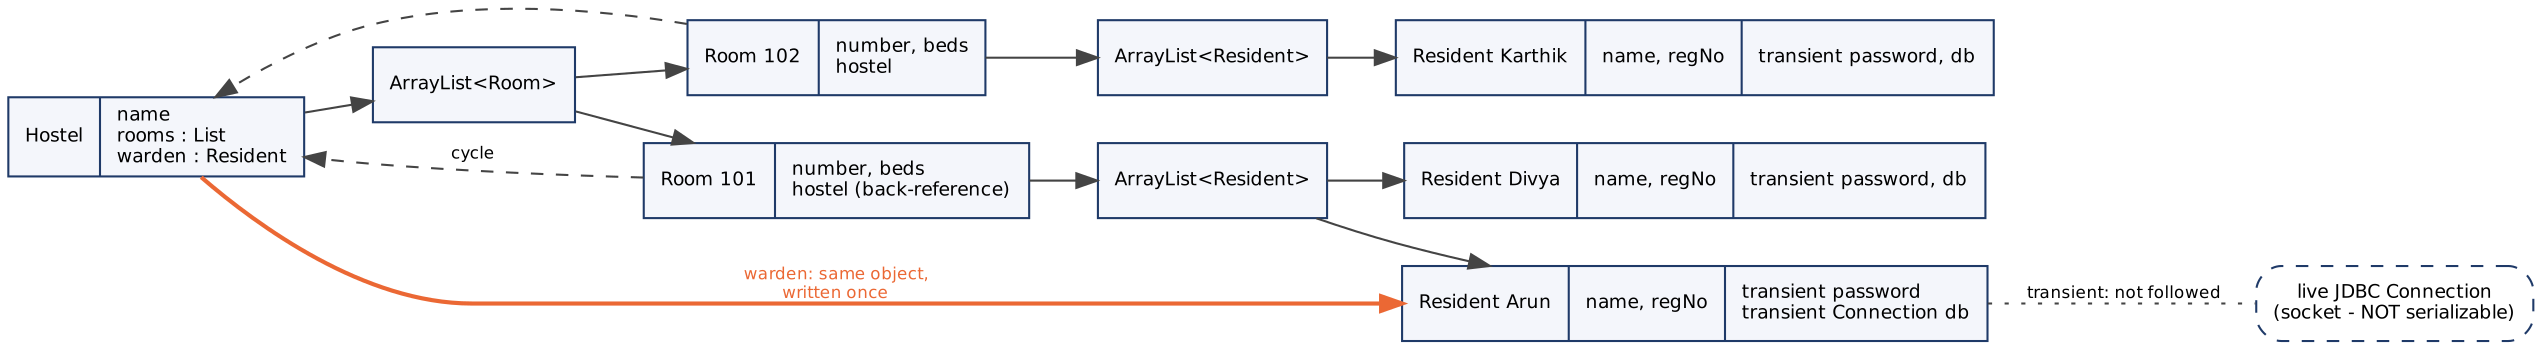 Hostel
name
rooms : List
warden : Resident
ArrayList<Room>
Room 102
number, beds
hostel
ArrayList<Resident>
Resident Karthik
name, regNo
transient password, db
cycle
Room 101
number, beds
hostel (back-reference)
ArrayList<Resident>
Resident Divya
name, regNo
transient password, db
warden: same object,
written once
Resident Arun
name, regNo
transient password
transient Connection db
transient: not followed
live JDBC Connection
(socket - NOT serializable)